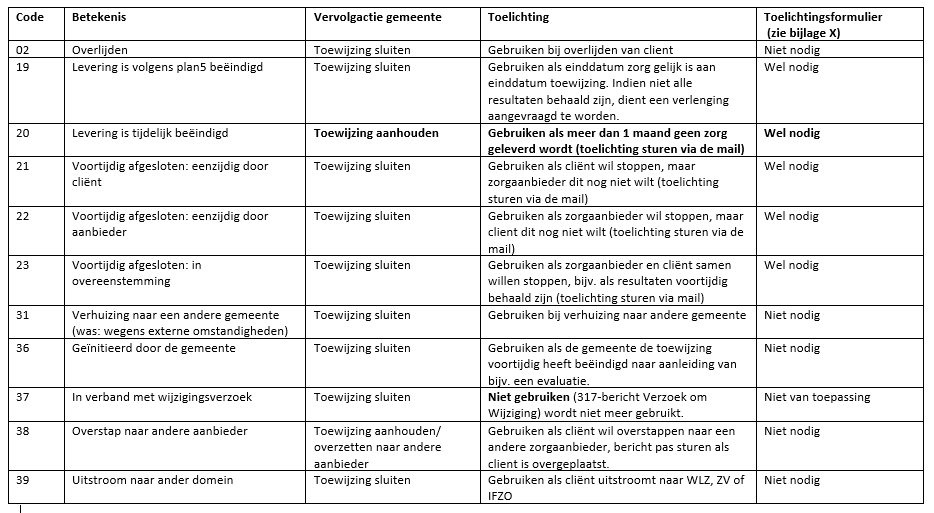 Code Betekenis Vervolgactie gemeente Toelichting Toelichtingsformulier
(zie bijlage X)
02 Overlijden Toewijzing sluiten Gebruiken bij overlijden van client Niet nodig
19 Levering is volgens plan5 beëindigd Toewijzing sluiten Gebruiken als einddatum zorg gelijk is aan Wel nodig
einddatum toewijzing. Indien niet alle
resultaten behaald zijn, dient een verlenging
aangevraagd te worden.
20 Levering is tijdelijk beëindigd Toewijzing aanhouden Gebruiken als meer dan 1 maand geen zorg Wel nodig
geleverd wordt (toelichting sturen via de mail)
21 Voortijdig afgesloten: eenzijdig door Toewijzing sluiten Gebruiken als cliënt wil stoppen, maar Wel nodig
cliënt zorgaanbieder dit nog niet wilt (toelichting
sturen via de mail)
22 Voortijdig afgesloten: eenzijdig door Toewijzing sluiten Gebruiken als zorgaanbieder wil stoppen, maar Wel nodig
aanbieder client dit nog niet wilt (toelichting sturen via de
mail)
23 Voortijdig afgesloten: in Toewijzing sluiten Gebruiken als zorgaanbieder en cliënt samen Wel nodig
overeenstemming willen stoppen, bijv. als resultaten voortijdig
behaald zijn (toelichting sturen via mail)
31 Verhuizing naar een andere gemeente Toewijzing sluiten Gebruiken bij verhuizing naar andere gemeente Niet nodig
(was: wegens externe omstandigheden)
36 Geïnitieerd door de gemeente Toewijzing sluiten Gebruiken als de gemeente de toewijzing Niet nodig
voortijdig heeft beëindigd naar aanleiding van
bijv. een evaluatie.
37 In verband met wijzigingsverzoek Toewijzing sluiten Niet gebruiken (317-bericht Verzoek om Niet van toepassing
Wijziging) wordt niet meer gebruikt.
38 Overstap naar andere aanbieder Toewijzing aanhouden/ Gebruiken als cliënt wil overstappen naar een Niet nodig
overzetten naar andere andere zorgaanbieder, bericht pas sturen als
aanbieder client is overgeplaatst.
39 Uitstroom naar ander domein Toewijzing sluiten Gebruiken als cliënt uitstroomt naar WLZ, ZV of Niet nodig
IFZO